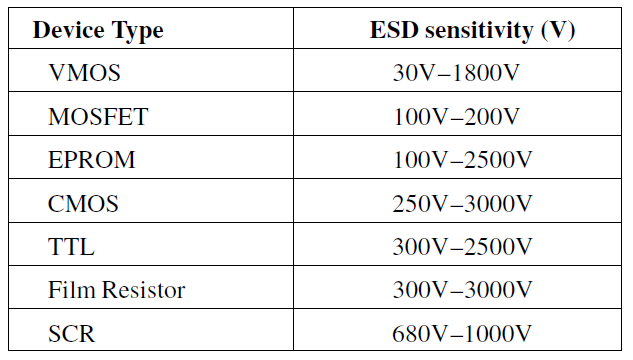 Device Type ESD sensitivity (V)
VMOS 30V–1800V
MOSFET 100V–200V
EPROM 100V–2500V
CMOS 250V–3000V
TTL 300V–2500V
Film Resistor 300V–3000V
SCR 680V–1000V